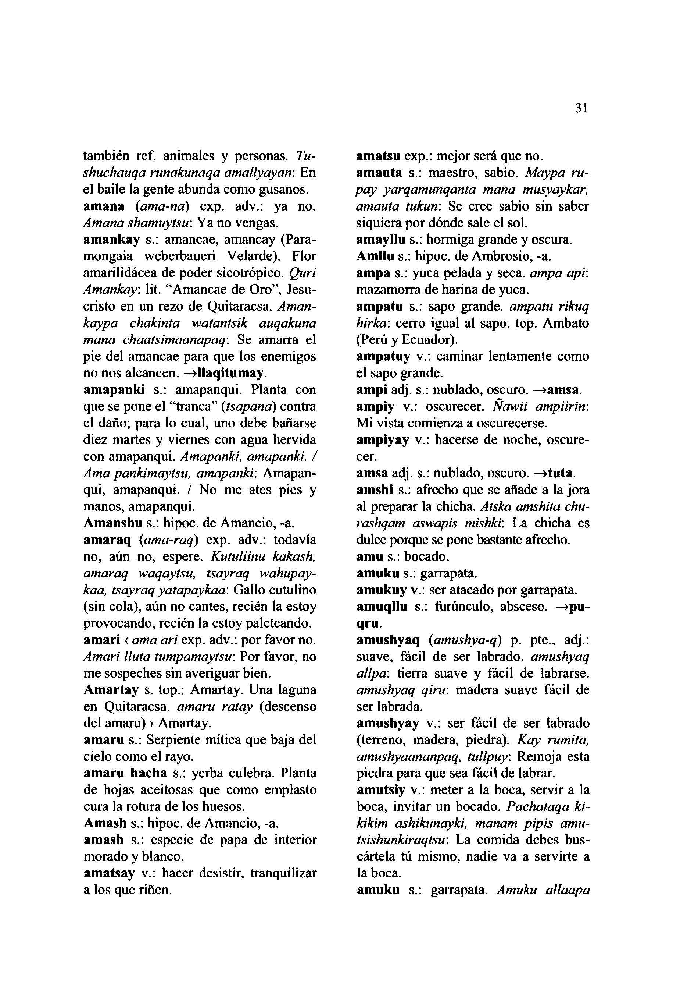 31
también ref. animales y personas. Tu-
shuchauqa runakunaqa amallyayan: En
el baile la gente abunda como gusanos.
amana (ama-na) exp. adv.: ya no.
Amana shamuytsu: Ya no vengas.
amankay s.: amancae, amancay (Para-
mongaia weberbaueri Velarde). Flor
amarilidácea de poder sicotrópico. Quri
Amankay: lit. “Amancae de Oro”, Jesu-
cristo en un rezo de Quitaracsa. Aman-
kaypa chakinta watantsik auqakuna
mana chaatsimaanapaq: Se amarra el
pie del amancae para que los enemigos
no nos alcancen. →llaqitumay.
amapanki s.: amapanqui. Planta con
que se pone el “tranca” (tsapana) contra
el daño; para lo cual, uno debe bañarse
diez martes y viernes con agua hervida
con amapanqui. Amapanki, amapanki. /
Ama pankimaytsu, amapanki: Amapan-
qui, amapanqui. / No me ates pies y
manos, amapanqui.
Amanshu s.: hipoc. de Amancio, -a.
amaraq (ama-raq) exp. adv.: todavía
no, aún no, espere. Kutuliinu kakash,
amaraq waqaytsu, tsayraq wahupay-
kaa, tsayraq yatapaykaa: Gallo cutulino
(sin cola), aún no cantes, recién la estoy
provocando, recién la estoy paleteando.
amari ‹ ama ari exp. adv.: por favor no.
Amari lluta tumpamaytsu: Por favor, no
me sospeches sin averiguar bien.
Amartay s. top.: Amartay. Una laguna
en Quitaracsa. amaru ratay (descenso
del amaru) › Amartay.
amaru s.: Serpiente mítica que baja del
cielo como el rayo.
amaru hacha s.: yerba culebra. Planta
de hojas aceitosas que como emplasto
cura la rotura de los huesos.
Amash s.: hipoc. de Amancio, -a.
amash s.: especie de papa de interior
morado y blanco.
amatsay v.: hacer desistir, tranquilizar
a los que riñen.
amatsu exp.: mejor será que no.
amauta s.: maestro, sabio. Maypa ru-
pay yarqamunqanta mana musyaykar,
amauta tukun: Se cree sabio sin saber
siquiera por dónde sale el sol.
amayllu s.: hormiga grande y oscura.
Amllu s.: hipoc. de Ambrosio, -a.
ampa s.: yuca pelada y seca. ampa api:
mazamorra de harina de yuca.
ampatu s.: sapo grande. ampatu rikuq
hirka: cerro igual al sapo. top. Ambato
(Perú y Ecuador).
ampatuy v.: caminar lentamente como
el sapo grande.
ampi adj. s.: nublado, oscuro. →amsa.
ampiy v.: oscurecer. Ñawii ampiirin:
Mi vista comienza a oscurecerse.
ampiyay v.: hacerse de noche, oscure-
cer.
amsa adj. s.: nublado, oscuro. →tuta.
amshi s.: afrecho que se añade a la jora
al preparar la chicha. Atska amshita chu-
rashqam aswapis mishki: La chicha es
dulce porque se pone bastante afrecho.
amu s.: bocado.
amuku s.: garrapata.
amukuy v.: ser atacado por garrapata.
amuqllu s.: furúnculo, absceso. →pu-
qru.
amushyaq (amushya-q) p. pte., adj.:
suave, fácil de ser labrado. amushyaq
allpa: tierra suave y fácil de labrarse.
amushyaq qiru: madera suave fácil de
ser labrada.
amushyay v.: ser fácil de ser labrado
(terreno, madera, piedra). Kay rumita,
amushyaananpaq, tullpuy: Remoja esta
piedra para que sea fácil de labrar.
amutsiy v.: meter a la boca, servir a la
boca, invitar un bocado. Pachataqa ki-
kikim ashikunayki, manam pipis amu-
tsishunkiraqtsu: La comida debes bus-
cártela tú mismo, nadie va a servirte a
la boca.
amuku s.: garrapata. Amuku allaapa